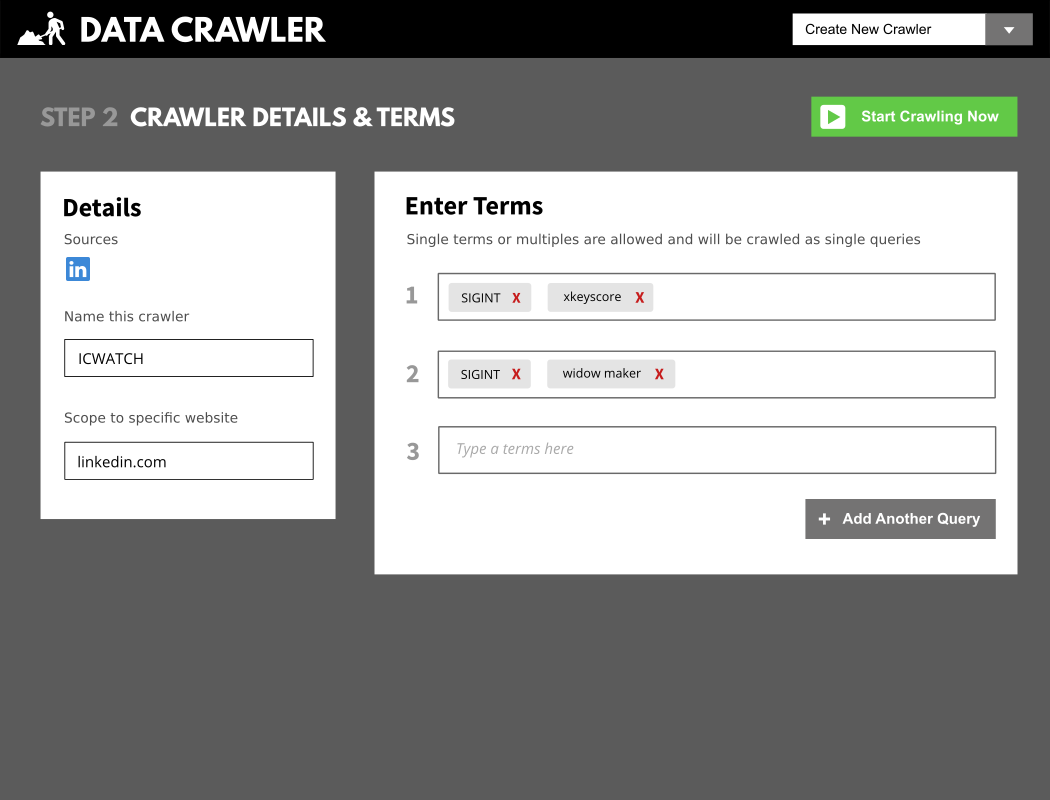 DATA CRAWLER
Create New Crawler
STEP 2 CRAWLER DETAILS & TERMS
Start Crawling Now
Details
Sources
in
Name this crawler
ICWATCH
Scope to specific website
linkedin.com
Enter Terms
Single terms or multiples are allowed and will be crawled as single queries
1 SIGINT X xkeyscore X
2 SIGINT X widow maker X
3 Type a terms here
+ Add Another Query